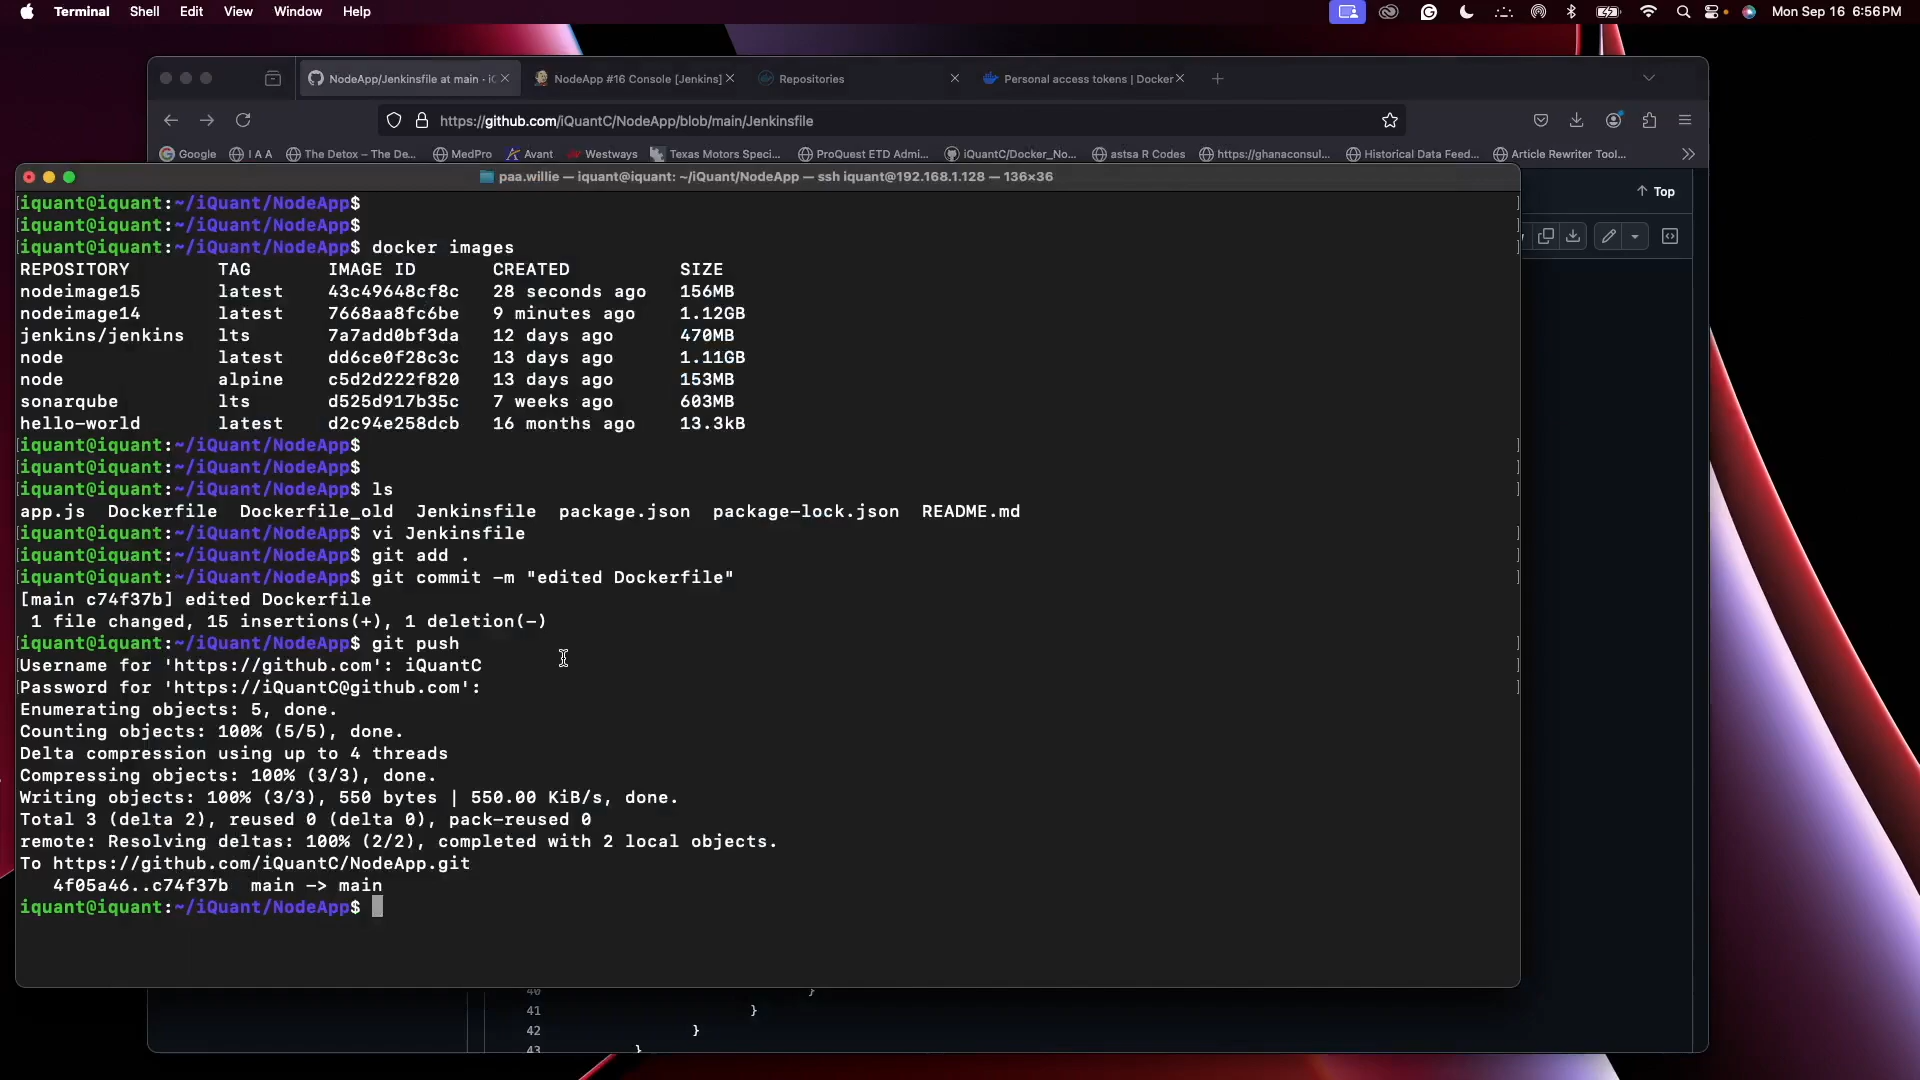 Terminal Shell Edit View Window Help Mon Sep 16 6:56 PM
NodeApp/Jenkinsfile at main - iQ NodeApp #16 Console [Jenkins] Repositories Personal access tokens | Docker
https://github.com/iQuantC/NodeApp/blob/main/Jenkinsfile
Google I A A The Detox – The De... MedPro Avant Westways Texas Motors Speci... ProQuest ETD Admi... iQuantC/Docker_No... astsa R Codes https://ghanaconsul... Historical Data Feed... Article Rewriter Tool...
paa.willie — iquant@iquant: ~/iQuant/NodeApp — ssh iquant@192.168.1.128 — 136×36
Top
iquant@iquant:~/iQuant/NodeApp$
iquant@iquant:~/iQuant/NodeApp$
iquant@iquant:~/iQuant/NodeApp$ docker images
REPOSITORY TAG IMAGE ID CREATED SIZE
nodeimage15 latest 43c49648cf8c 28 seconds ago 156MB
nodeimage14 latest 7668aa8fc6be 9 minutes ago 1.12GB
jenkins/jenkins lts 7a7add0bf3da 12 days ago 470MB
node latest dd6ce0f28c3c 13 days ago 1.11GB
node alpine c5d2d222f820 13 days ago 153MB
sonarqube lts d525d917b35c 7 weeks ago 603MB
hello-world latest d2c94e258dcb 16 months ago 13.3kB
iquant@iquant:~/iQuant/NodeApp$
iquant@iquant:~/iQuant/NodeApp$
iquant@iquant:~/iQuant/NodeApp$ ls
app.js Dockerfile Dockerfile_old Jenkinsfile package.json package-lock.json README.md
iquant@iquant:~/iQuant/NodeApp$ vi Jenkinsfile
iquant@iquant:~/iQuant/NodeApp$ git add .
iquant@iquant:~/iQuant/NodeApp$ git commit -m "edited Dockerfile"
[main c74f37b] edited Dockerfile
1 file changed, 15 insertions(+), 1 deletion(-)
iquant@iquant:~/iQuant/NodeApp$ git push
Username for 'https://github.com': iQuantC
Password for 'https://iQuantC@github.com':
Enumerating objects: 5, done.
Counting objects: 100% (5/5), done.
Delta compression using up to 4 threads
Compressing objects: 100% (3/3), done.
Writing objects: 100% (3/3), 550 bytes | 550.00 KiB/s, done.
Total 3 (delta 2), reused 0 (delta 0), pack-reused 0
remote: Resolving deltas: 100% (2/2), completed with 2 local objects.
To https://github.com/iQuantC/NodeApp.git
4f05a46..c74f37b main -> main
iquant@iquant:~/iQuant/NodeApp$
40 }
41 }
42 }
43 }